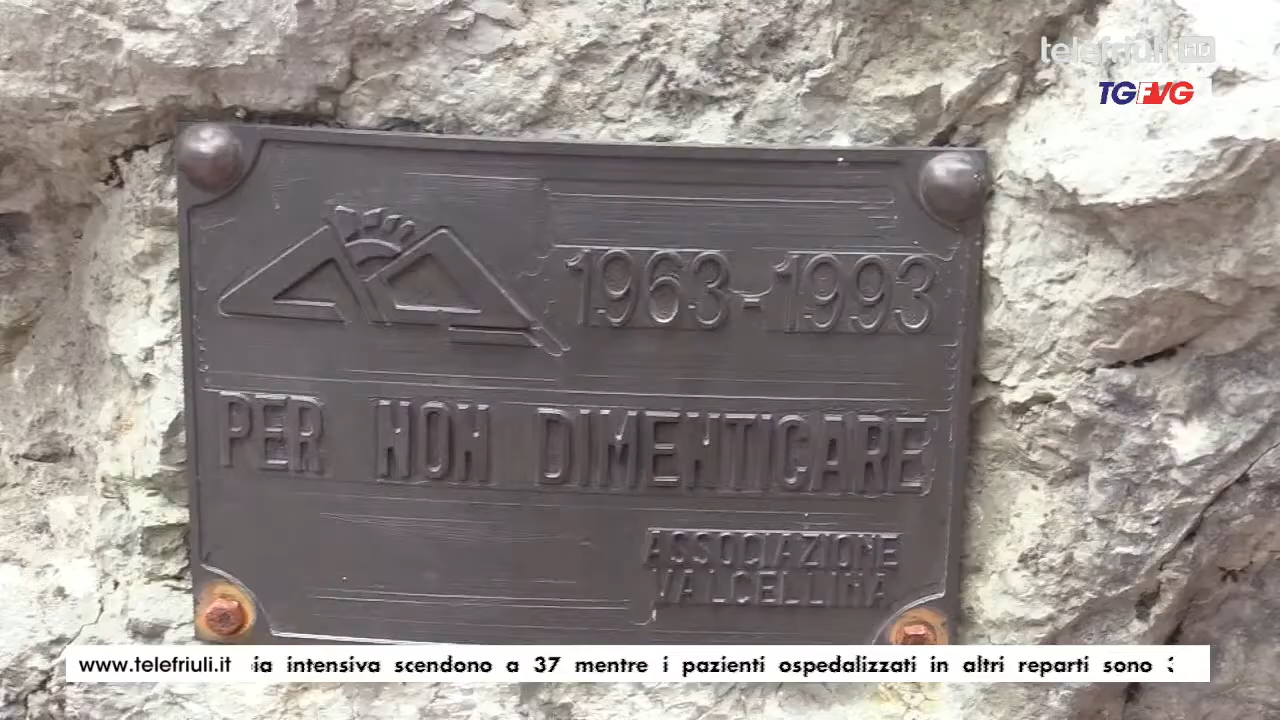 telefriuli HD
TGFVG
1963-1993
PER NON DIMENTICARE
ASSOCIAZIONE
VALCELLINA
www.telefriuli.it intensiva scendono a 37 mentre i pazienti ospedalizzati in altri reparti sono